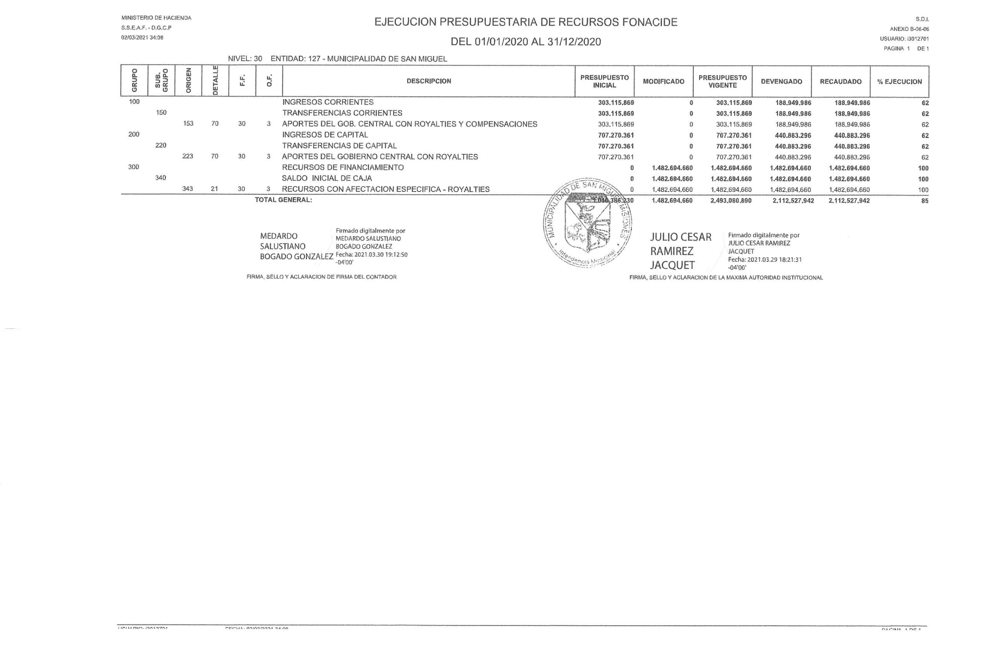 MINISTERIO DE HACIENDA
S.S.E.A.F. - D.G.C.P
02/03/2021 34:08
EJECUCION PRESUPUESTARIA DE RECURSOS FONACIDE
DEL 01/01/2020 AL 31/12/2020
S.D.I.
ANEXO B-06-06
USUARIO: i3012701
PAGINA 1 DE 1
NIVEL: 30 ENTIDAD: 127 - MUNICIPALIDAD DE SAN MIGUEL
GRUPO SUB. GRUPO ORIGEN DETALLE F.F. O.F. DESCRIPCION PRESUPUESTO INICIAL MODIFICADO PRESUPUESTO VIGENTE DEVENGADO RECAUDADO % EJECUCION
100 INGRESOS CORRIENTES 303.115.869 0 303.115.869 188.949.986 188.949.986 62
150 TRANSFERENCIAS CORRIENTES 303.115.869 0 303.115.869 188.949.986 188.949.986 62
153 70 30 3 APORTES DEL GOB. CENTRAL CON ROYALTIES Y COMPENSACIONES 303.115.869 0 303.115.869 188.949.986 188.949.986 62
200 INGRESOS DE CAPITAL 707.270.361 0 707.270.361 440.883.296 440.883.296 62
220 TRANSFERENCIAS DE CAPITAL 707.270.361 0 707.270.361 440.883.296 440.883.296 62
223 70 30 3 APORTES DEL GOBIERNO CENTRAL CON ROYALTIES 707.270.361 0 707.270.361 440.883.296 440.883.296 62
300 RECURSOS DE FINANCIAMIENTO 0 1.482.694.660 1.482.694.660 1.482.694.660 1.482.694.660 100
340 SALDO INICIAL DE CAJA 0 1.482.694.660 1.482.694.660 1.482.694.660 1.482.694.660 100
343 21 30 3 RECURSOS CON AFECTACION ESPECIFICA - ROYALTIES 0 1.482.694.660 1.482.694.660 1.482.694.660 1.482.694.660 100
TOTAL GENERAL: 1.010.386.230 1.482.694.660 2.493.080.890 2.112.527.942 2.112.527.942 85
MUNICIPALIDAD DE SAN MIGUEL MISIONES
Intendencia Municipal
MEDARDO
SALUSTIANO
BOGADO GONZALEZ
Firmado digitalmente por
MEDARDO SALUSTIANO
BOGADO GONZALEZ
Fecha: 2021.03.30 19:12:50
-04'00'
FIRMA, SELLO Y ACLARACION DE FIRMA DEL CONTADOR
JULIO CESAR
RAMIREZ
JACQUET
Firmado digitalmente por
JULIO CESAR RAMIREZ
JACQUET
Fecha: 2021.03.29 18:21:31
-04'00'
FIRMA, SELLO Y ACLARACION DE LA MAXIMA AUTORIDAD INSTITUCIONAL
USUARIO: i3012701 FECHA: 02/03/2021 34:08 PAGINA 1 DE 1